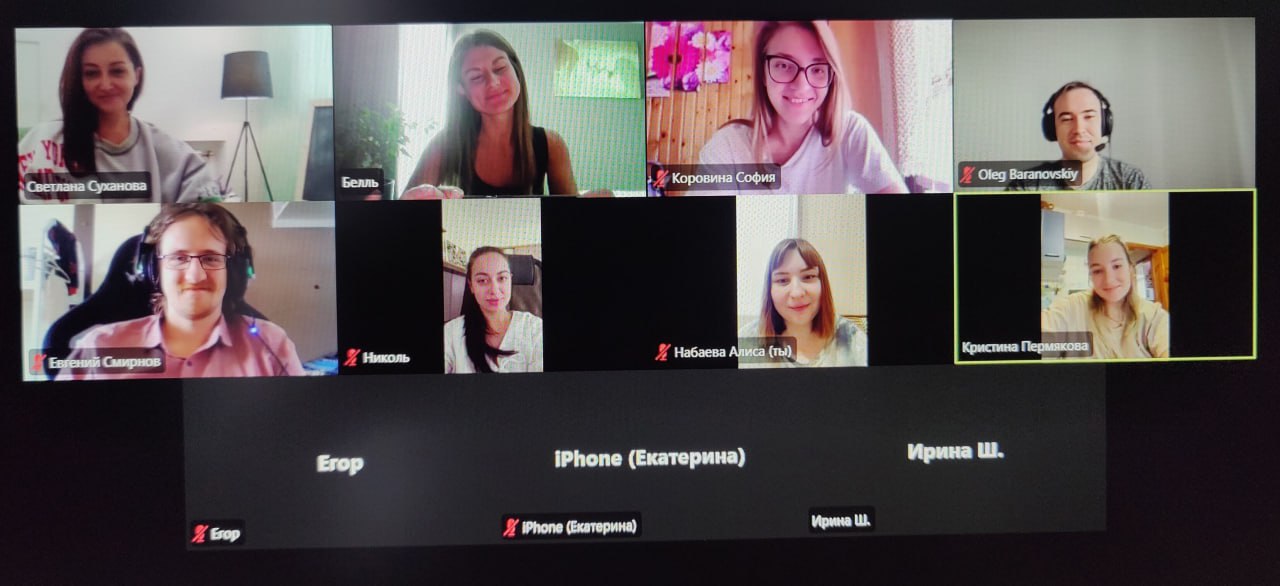 Светлана Суханова
Белль
Коровина София
Oleg Baranovskiy
Евгений Смирнов
Николь
Набаева Алиса (ты)
Кристина Пермякова
Егор
iPhone (Екатерина)
Ирина Ш.
Егор
iPhone (Екатерина)
Ирина Ш.